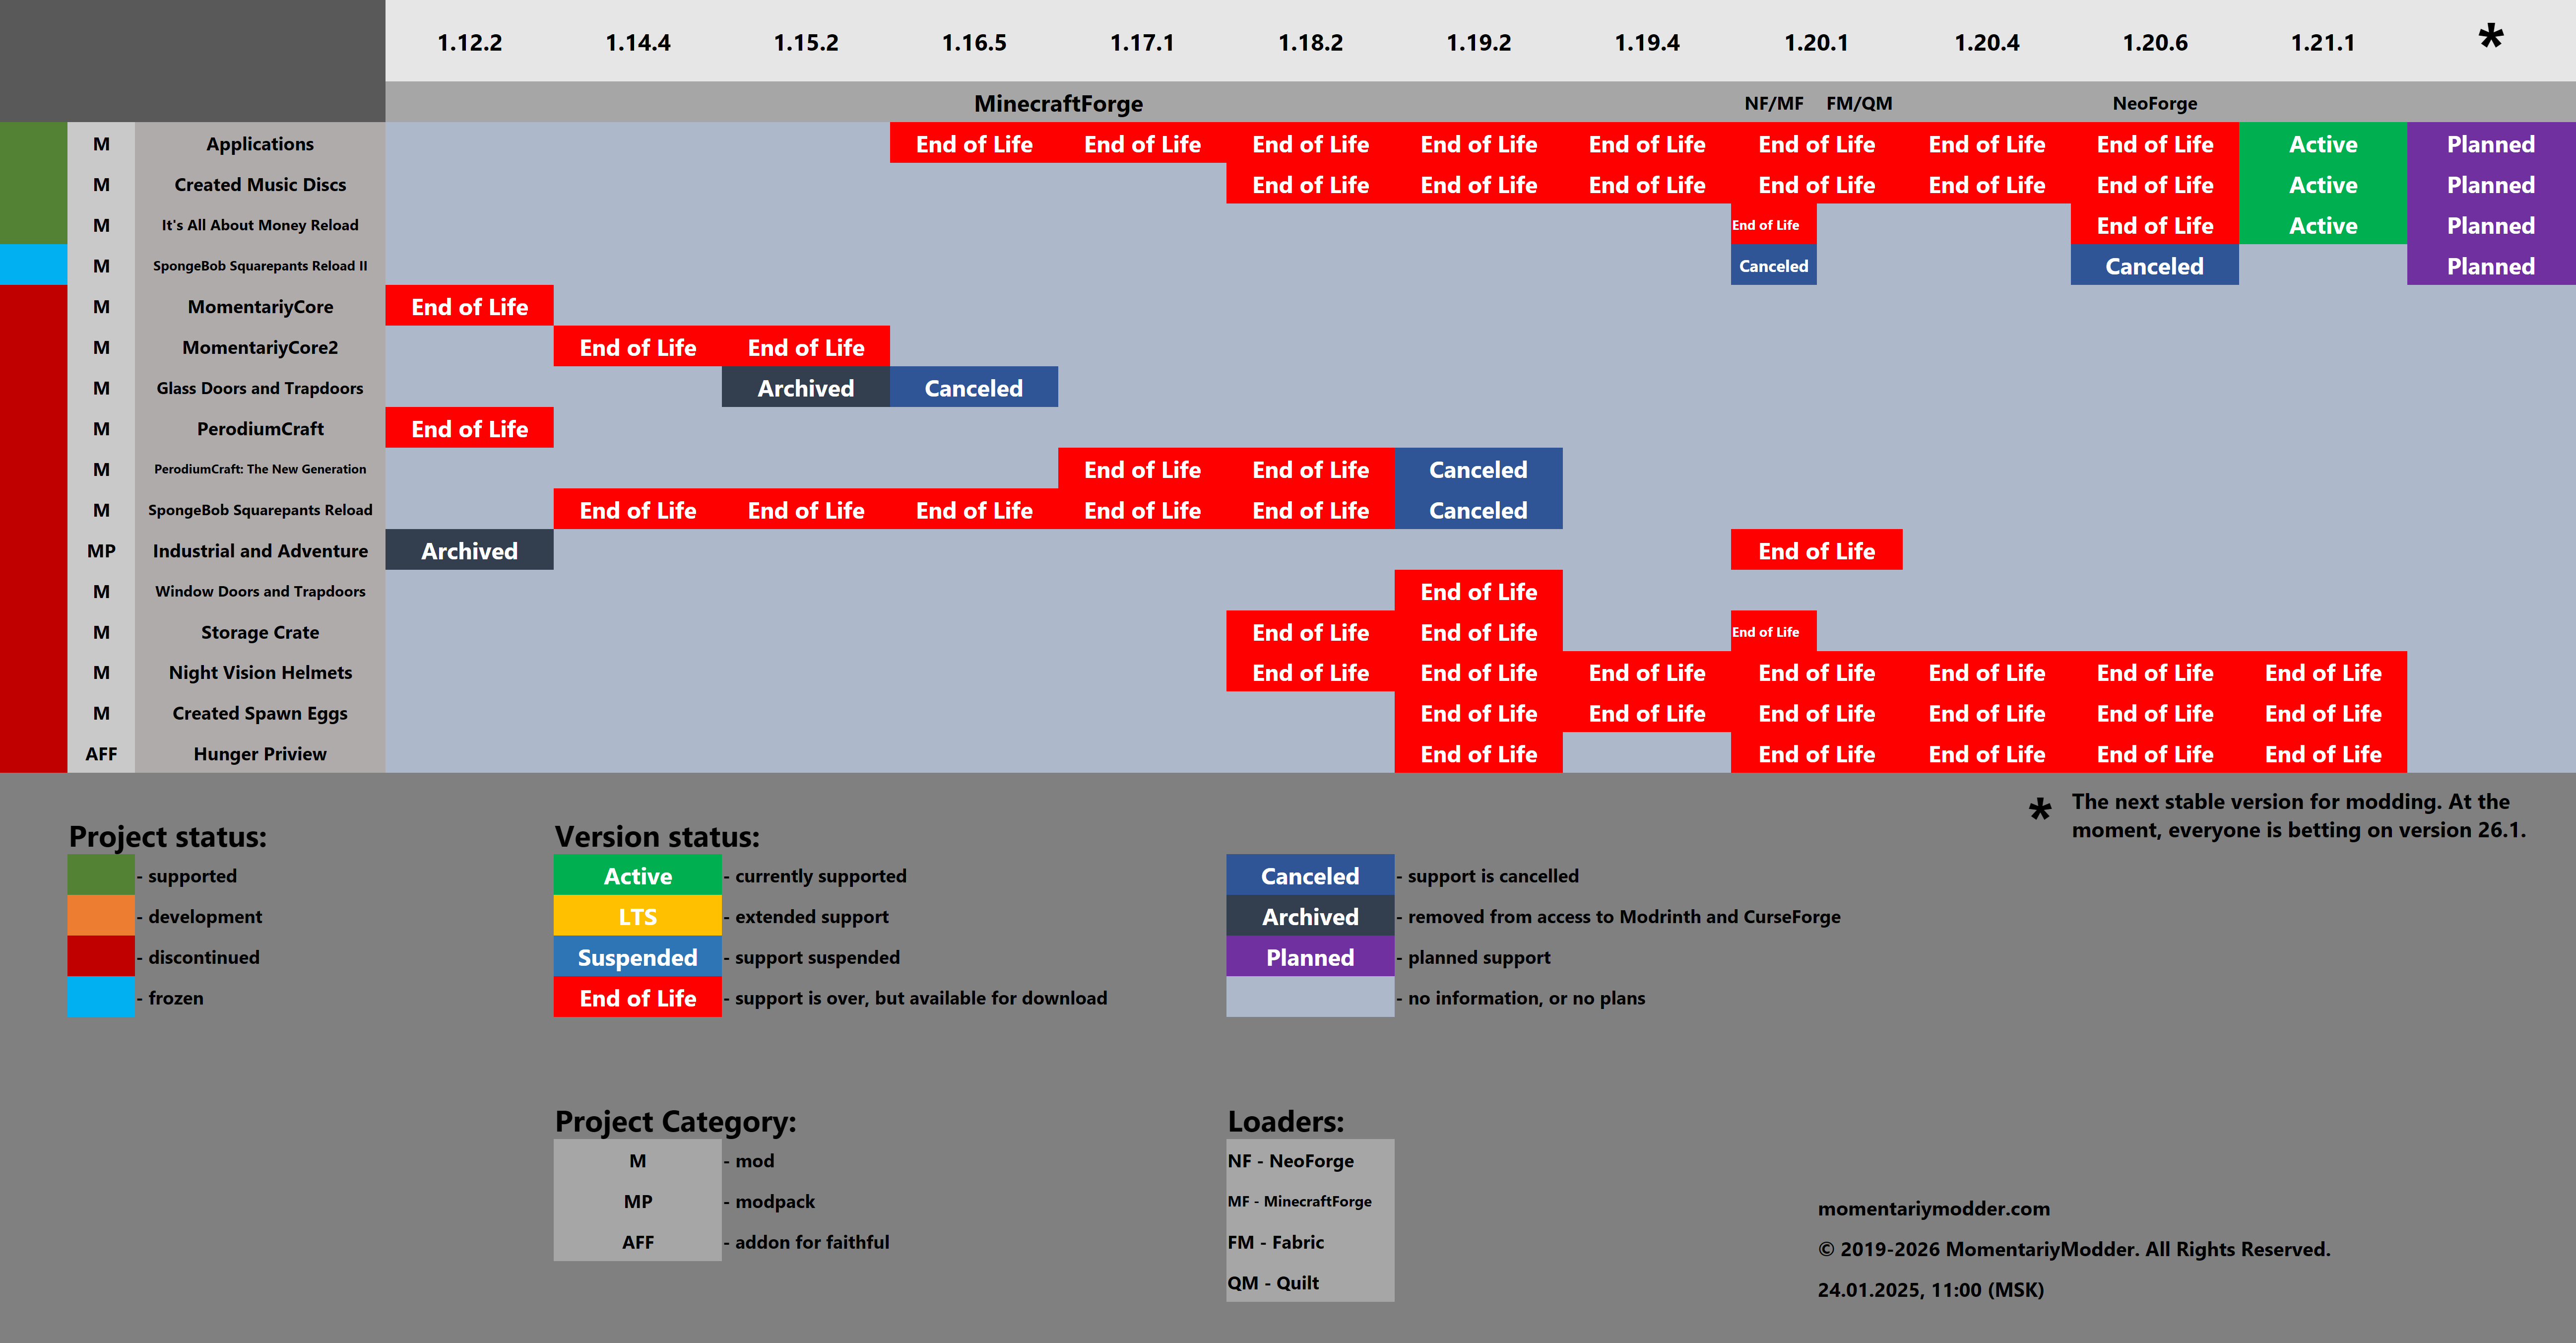 1.12.2 1.14.4 1.15.2 1.16.5 1.17.1 1.18.2 1.19.2 1.19.4 1.20.1 1.20.4 1.20.6 1.21.1 *
MinecraftForge NF/MF FM/QM NeoForge
M Applications End of Life End of Life End of Life End of Life End of Life End of Life End of Life End of Life Active Planned
M Created Music Discs End of Life End of Life End of Life End of Life End of Life End of Life Active Planned
M It's All About Money Reload End of Life End of Life Active Planned
M SpongeBob Squarepants Reload II Canceled Canceled Planned
M MomentariyCore End of Life
M MomentariyCore2 End of Life End of Life
M Glass Doors and Trapdoors Archived Canceled
M PerodiumCraft End of Life
M PerodiumCraft: The New Generation End of Life End of Life Canceled
M SpongeBob Squarepants Reload End of Life End of Life End of Life End of Life End of Life Canceled
MP Industrial and Adventure Archived End of Life
M Window Doors and Trapdoors End of Life
M Storage Crate End of Life End of Life End of Life
M Night Vision Helmets End of Life End of Life End of Life End of Life End of Life End of Life End of Life
M Created Spawn Eggs End of Life End of Life End of Life End of Life End of Life End of Life
AFF Hunger Priview End of Life End of Life End of Life End of Life End of Life
* The next stable version for modding. At the
moment, everyone is betting on version 26.1.
Project status:
- supported
- development
- discontinued
- frozen
Version status:
Active - currently supported
LTS - extended support
Suspended - support suspended
End of Life - support is over, but available for download
Canceled - support is cancelled
Archived - removed from access to Modrinth and CurseForge
Planned - planned support
- no information, or no plans
Project Category:
M - mod
MP - modpack
AFF - addon for faithful
Loaders:
NF - NeoForge
MF - MinecraftForge
FM - Fabric
QM - Quilt
momentariymodder.com
© 2019-2026 MomentariyModder. All Rights Reserved.
24.01.2025, 11:00 (MSK)